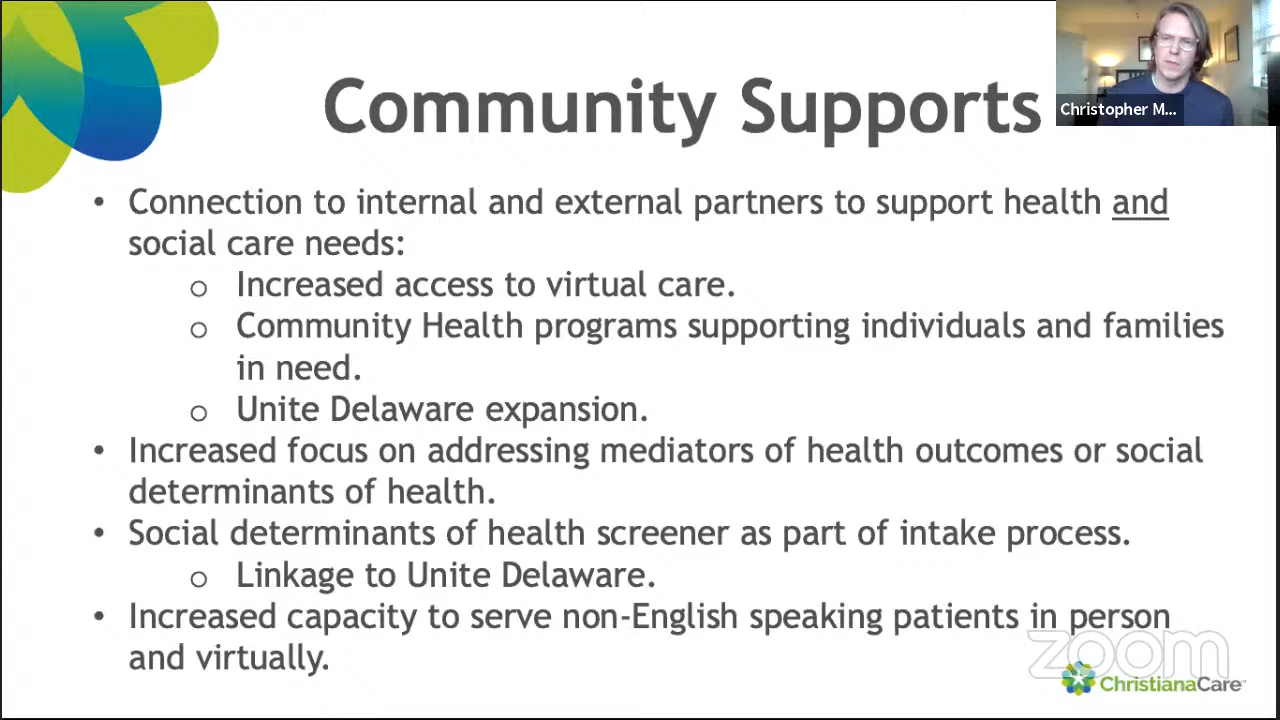 Community Supports
Christopher M...
• Connection to internal and external partners to support health and
social care needs:
o Increased access to virtual care.
o Community Health programs supporting individuals and families
in need.
o Unite Delaware expansion.
• Increased focus on addressing mediators of health outcomes or social
determinants of health.
• Social determinants of health screener as part of intake process.
o Linkage to Unite Delaware.
• Increased capacity to serve non-English speaking patients in person
and virtually.
zoom
ChristianaCare™